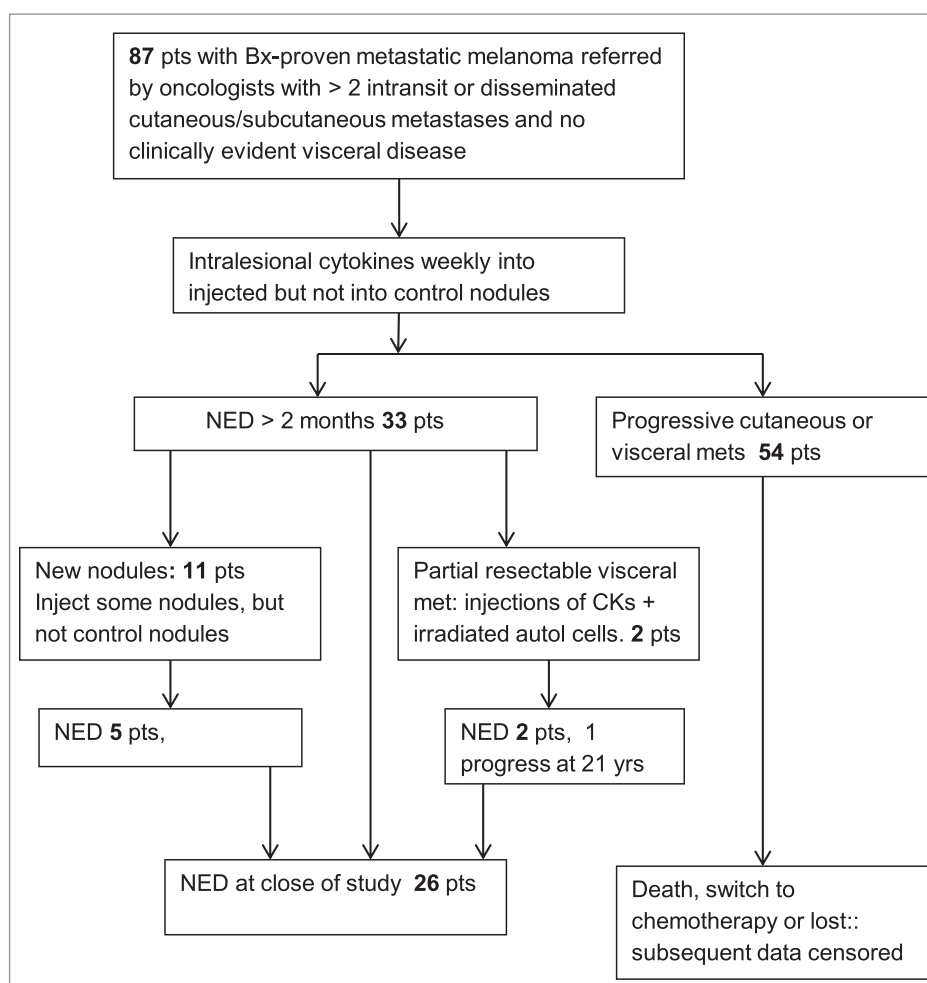 87 pts with Bx-proven metastatic melanoma referred
by oncologists with > 2 intransit or disseminated
cutaneous/subcutaneous metastases and no
clinically evident visceral disease
Intralesional cytokines weekly into
injected but not into control nodules
NED > 2 months 33 pts
Progressive cutaneous or
visceral mets 54 pts
New nodules: 11 pts
Inject some nodules, but
not control nodules
Partial resectable visceral
met: injections of CKs +
irradiated autol cells. 2 pts
NED 5 pts,
NED 2 pts, 1
progress at 21 yrs
NED at close of study 26 pts
Death, switch to
chemotherapy or lost::
subsequent data censored